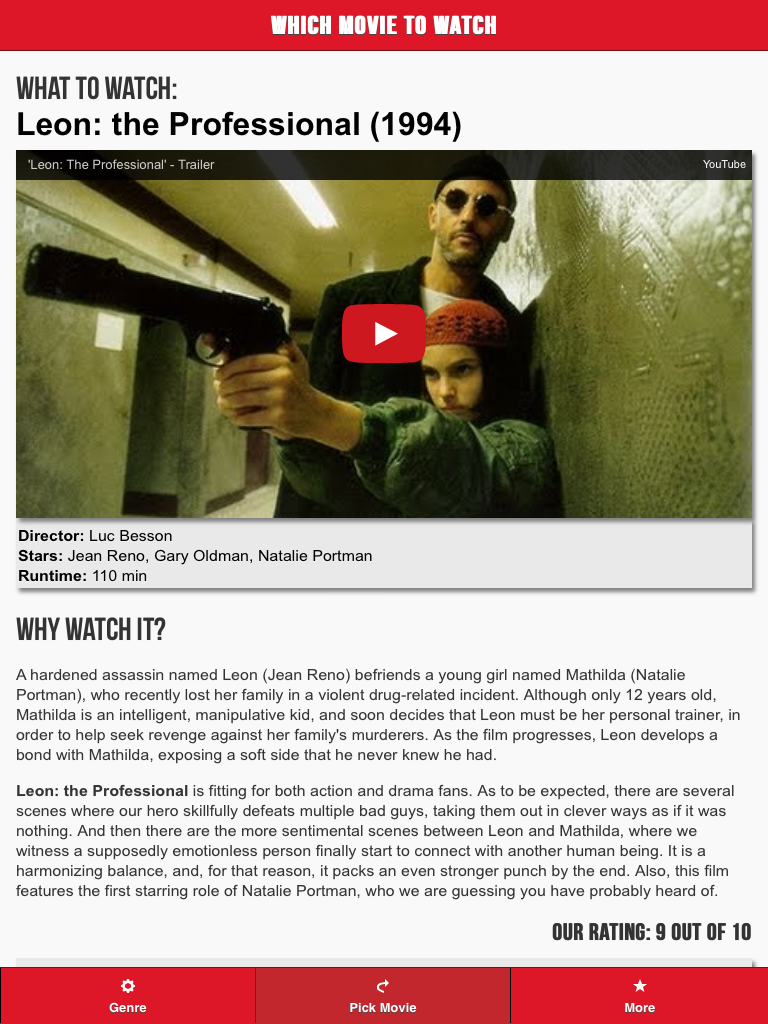 WHICH MOVIE TO WATCH
WHAT TO WATCH:
Leon: the Professional (1994)
'Leon: The Professional' - Trailer
YouTube
Director: Luc Besson
Stars: Jean Reno, Gary Oldman, Natalie Portman
Runtime: 110 min
WHY WATCH IT?
A hardened assassin named Leon (Jean Reno) befriends a young girl named Mathilda (Natalie
Portman), who recently lost her family in a violent drug-related incident. Although only 12 years old,
Mathilda is an intelligent, manipulative kid, and soon decides that Leon must be her personal trainer, in
order to help seek revenge against her family's murderers. As the film progresses, Leon develops a
bond with Mathilda, exposing a soft side that he never knew he had.
Leon: the Professional is fitting for both action and drama fans. As to be expected, there are several
scenes where our hero skillfully defeats multiple bad guys, taking them out in clever ways as if it was
nothing. And then there are the more sentimental scenes between Leon and Mathilda, where we
witness a supposedly emotionless person finally start to connect with another human being. It is a
harmonizing balance, and, for that reason, it packs an even stronger punch by the end. Also, this film
features the first starring role of Natalie Portman, who we are guessing you have probably heard of.
OUR RATING: 9 OUT OF 10
Genre
Pick Movie
More